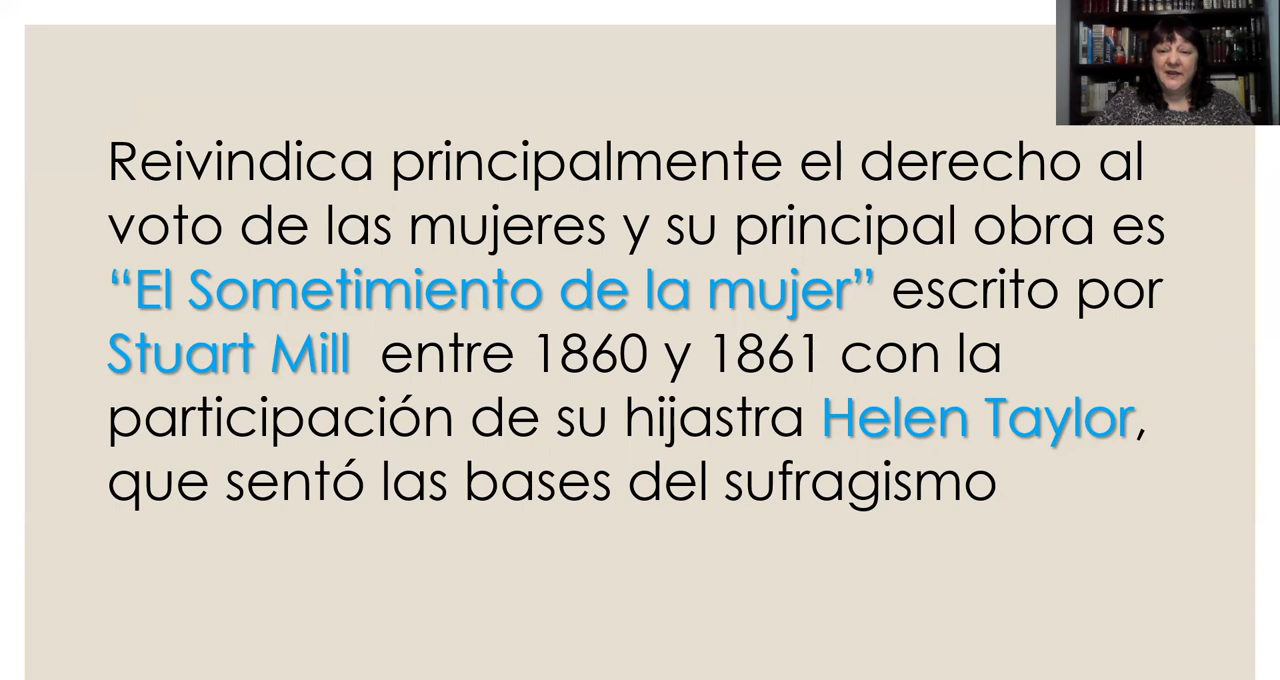 Reivindica principalmente el derecho al
voto de las mujeres y su principal obra es
“El Sometimiento de la mujer” escrito por
Stuart Mill entre 1860 y 1861 con la
participación de su hijastra Helen Taylor,
que sentó las bases del sufragismo